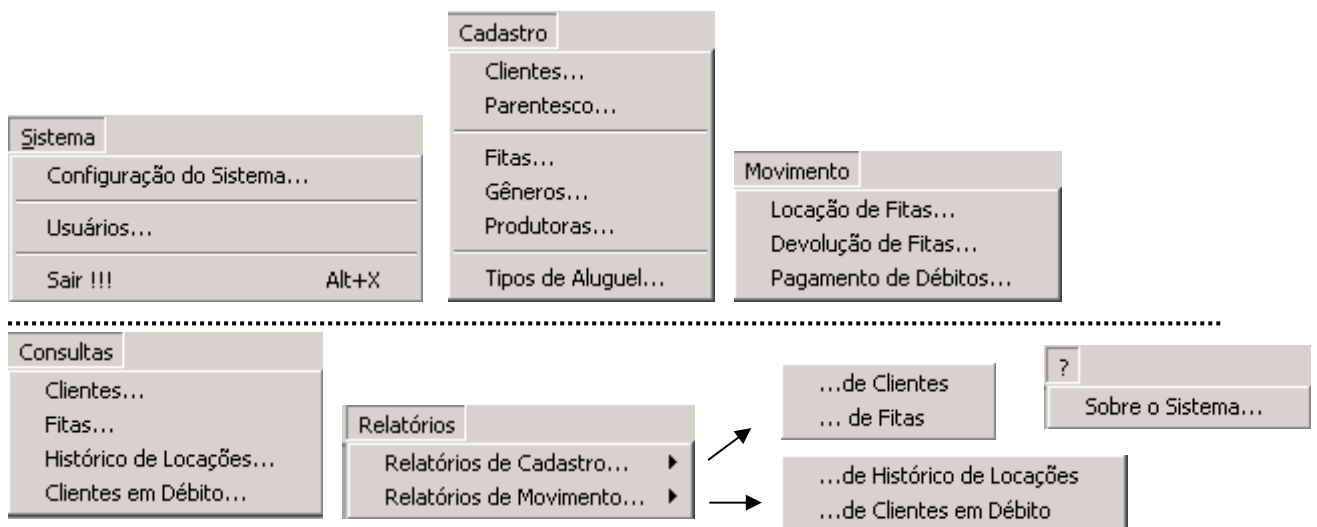 Sistema
Configuração do Sistema...
Usuários...
Sair !!! Alt+X
Cadastro
Clientes...
Parentesco...
Fitas...
Gêneros...
Produtoras...
Tipos de Aluguel...
Movimento
Locação de Fitas...
Devolução de Fitas...
Pagamento de Débitos...
Consultas
Clientes...
Fitas...
Histórico de Locações...
Clientes em Débito...
Relatórios
Relatórios de Cadastro...
Relatórios de Movimento...
...de Clientes
... de Fitas
...de Histórico de Locações
...de Clientes em Débito
?
Sobre o Sistema...